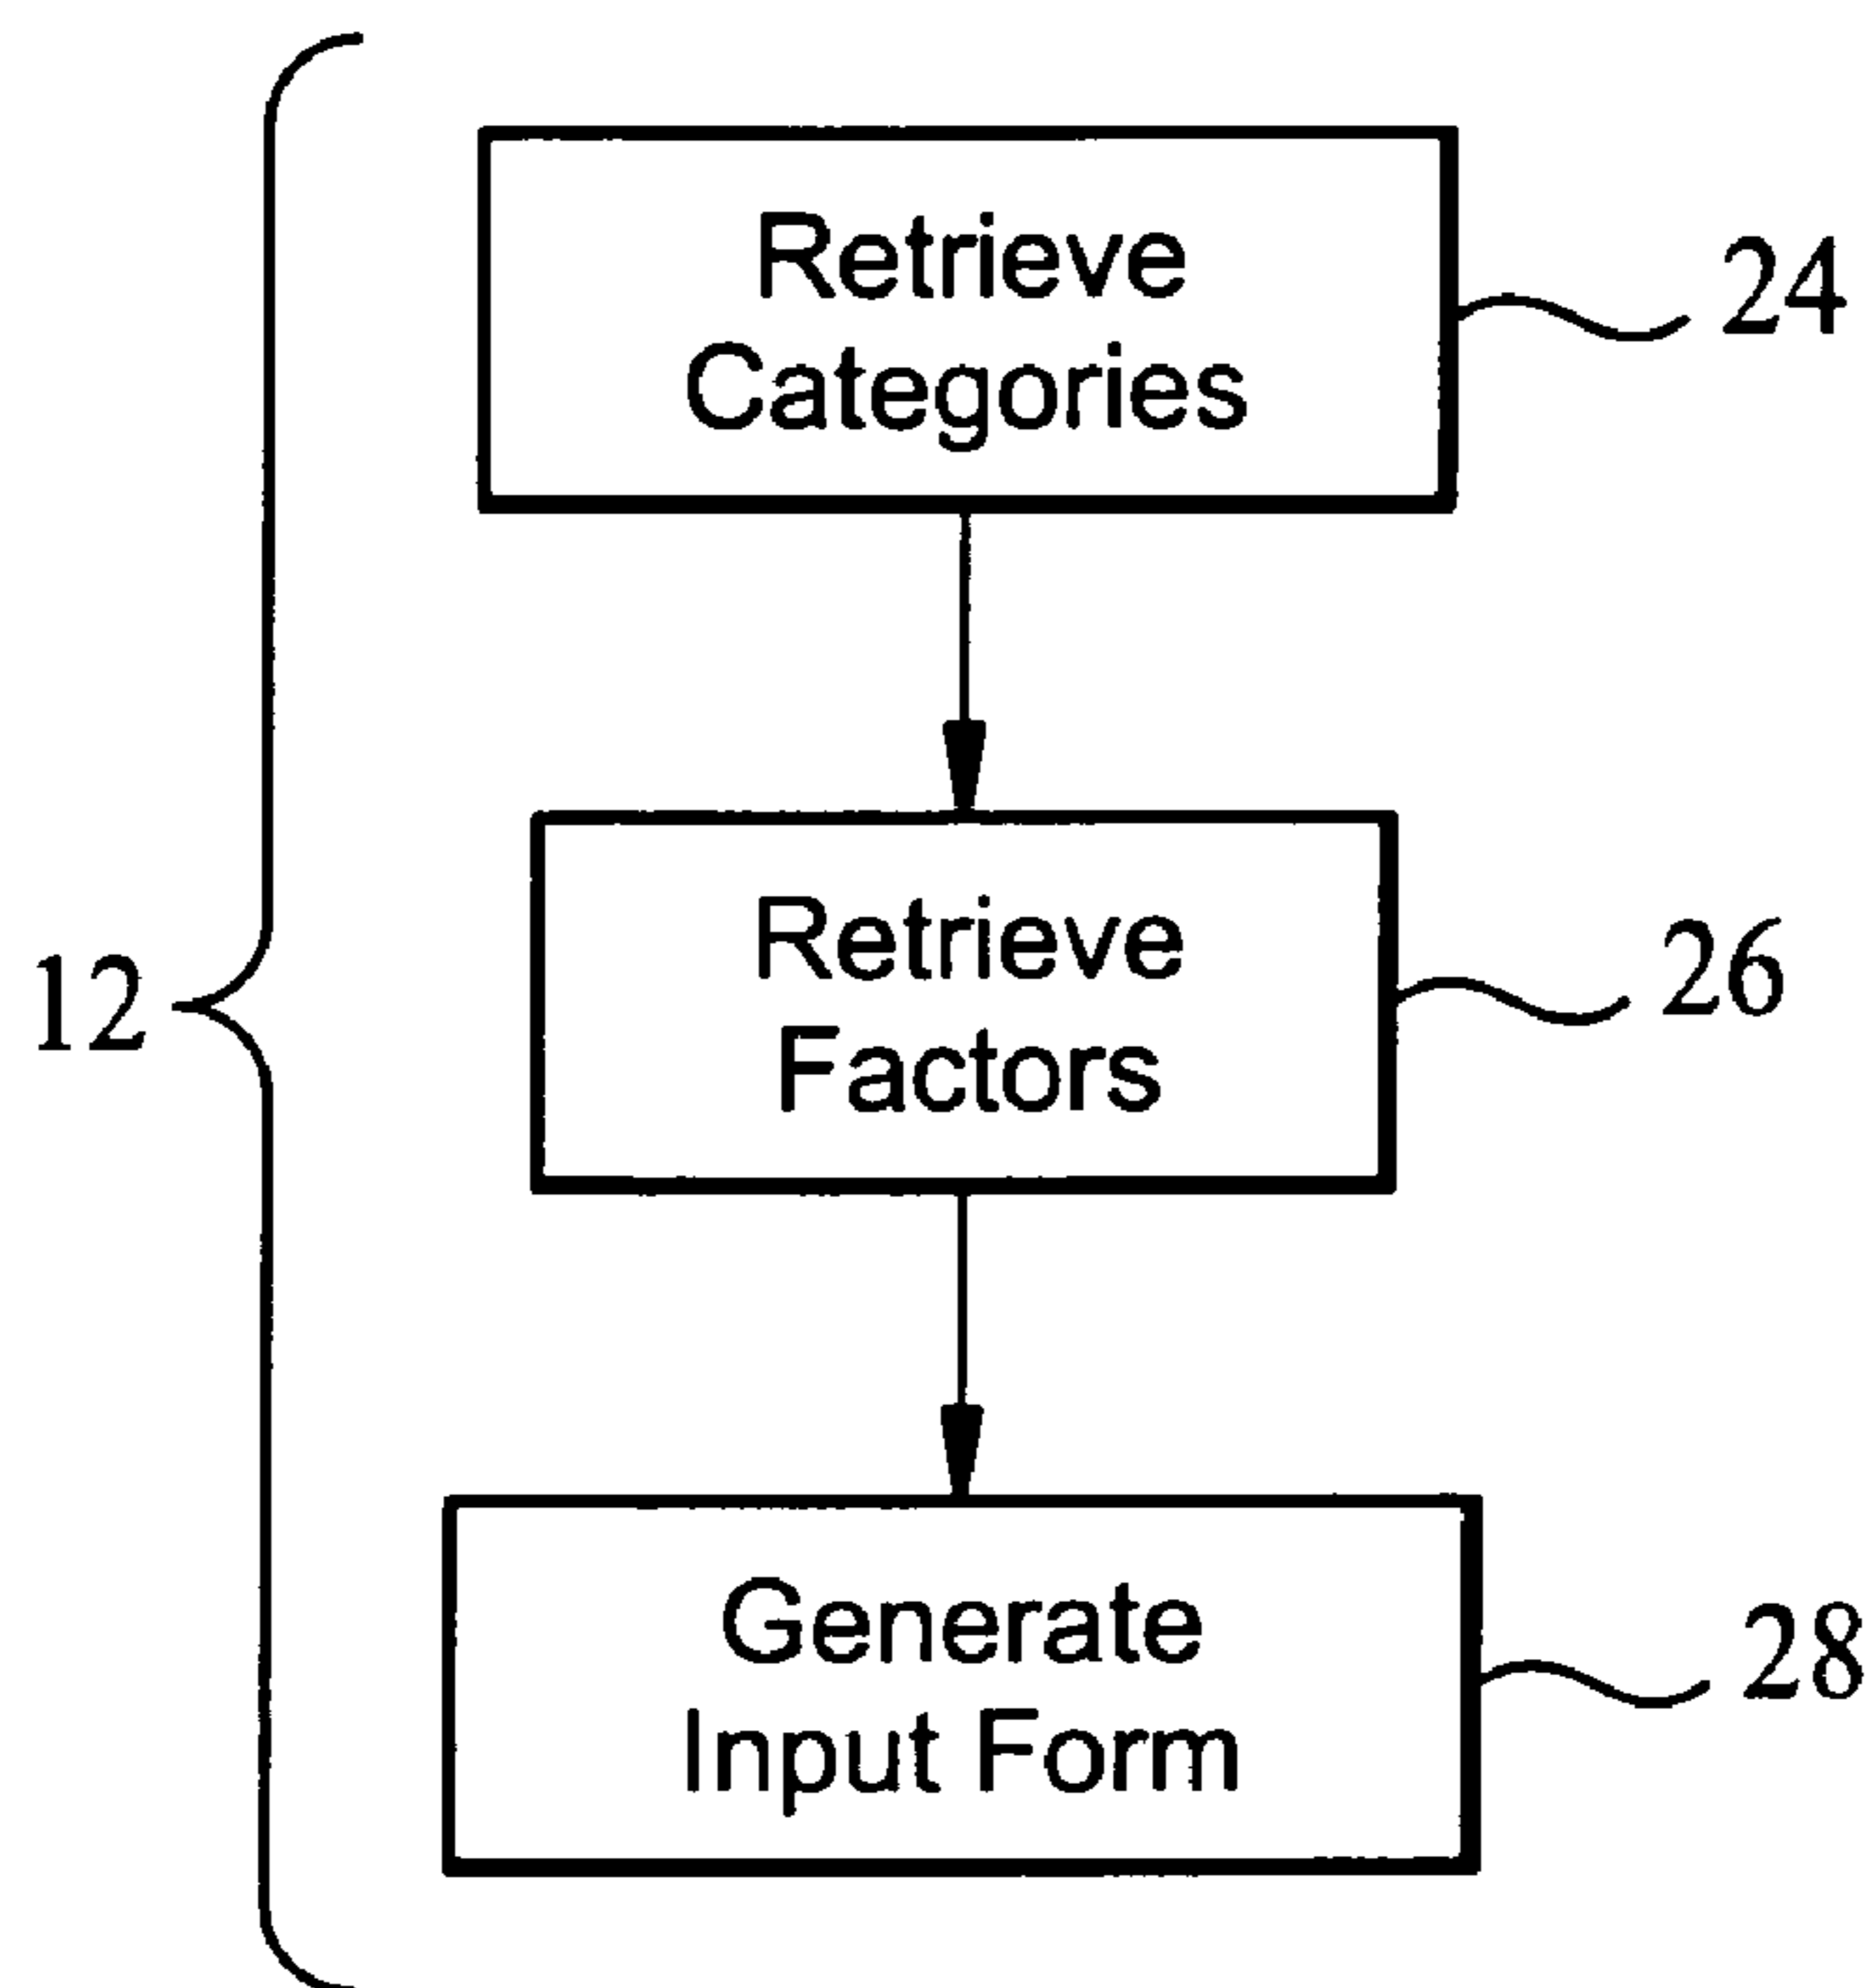 Retrieve
Categories
24
Retrieve
Factors
26
12
Generate
Input Form
28